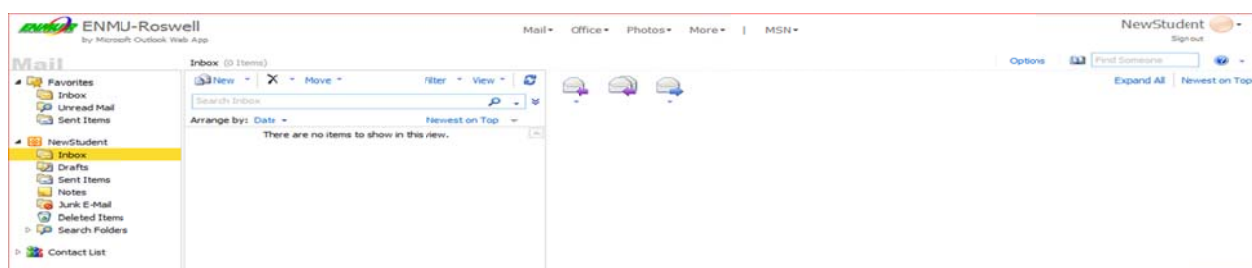 ENMUR ENMU-Roswell
by Microsoft Outlook Web App
Mail Office Photos More | MSN
NewStudent
Sign out
Mail
Inbox (0 Items)
Options
Find Someone
Favorites
Inbox
Unread Mail
Sent Items
NewStudent
Inbox
Drafts
Sent Items
Notes
Junk E-Mail
Deleted Items
Search Folders
Contact List
New X Move Filter View
Search Inbox
Arrange by: Date Newest on Top
There are no items to show in this view.
Expand All Newest on Top